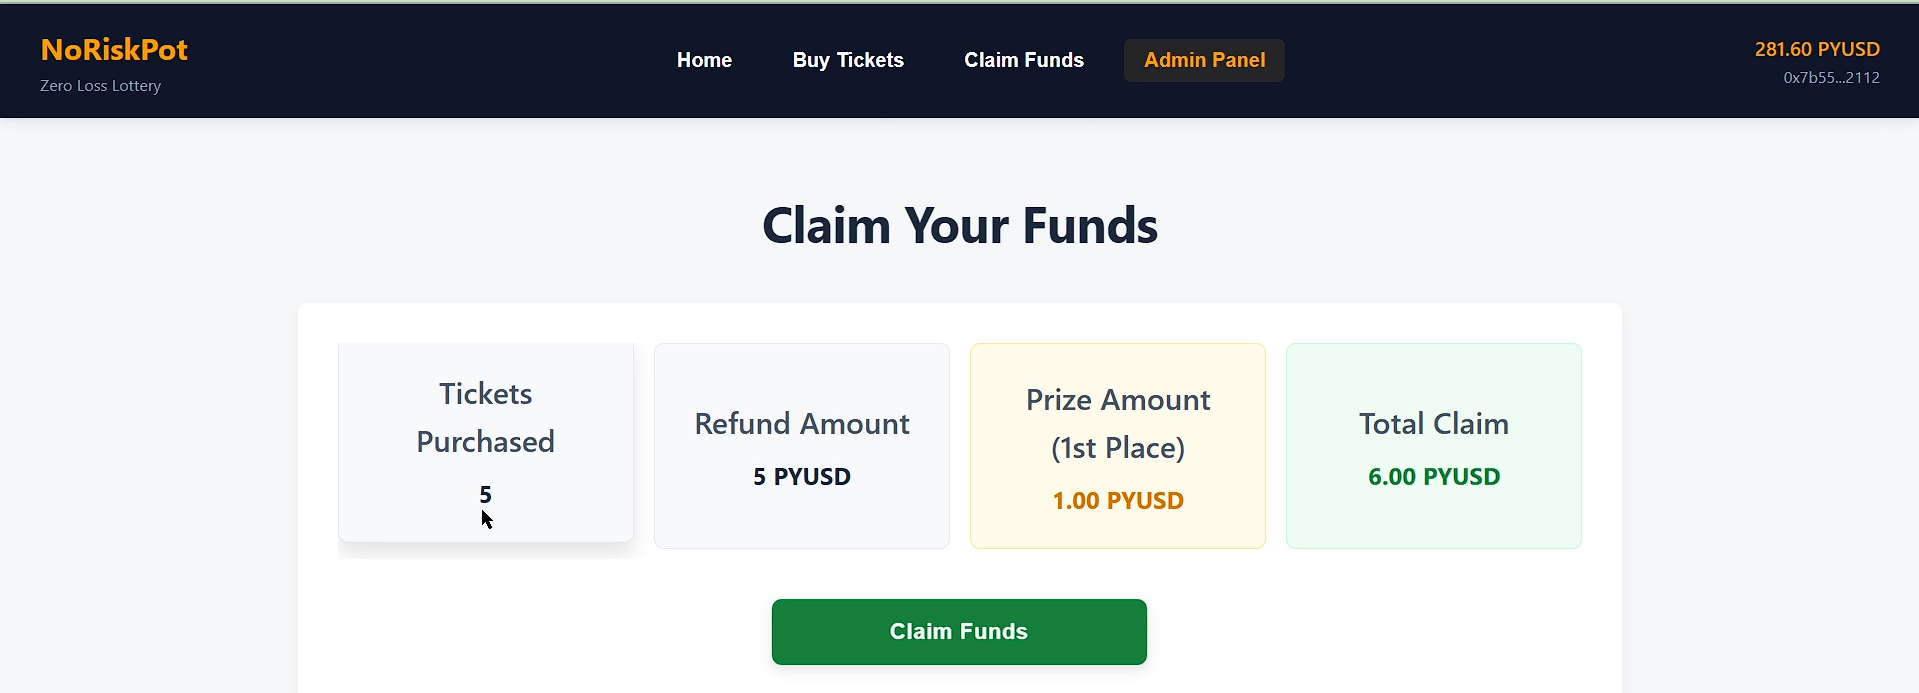 NoRiskPot
Zero Loss Lottery
Home
Buy Tickets
Claim Funds
Admin Panel
281.60 PYUSD
0x7b55...2112
Claim Your Funds
Tickets
Purchased
5
Refund Amount
5 PYUSD
Prize Amount
(1st Place)
1.00 PYUSD
Total Claim
6.00 PYUSD
Claim Funds